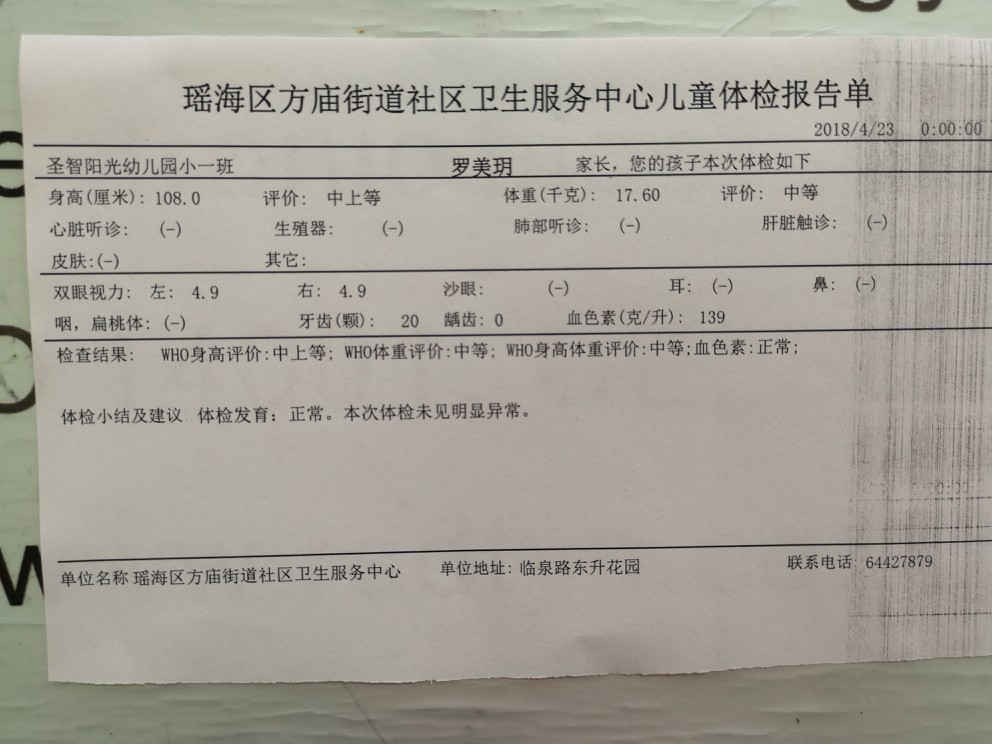 瑶海区方庙街道社区卫生服务中心儿童体检报告单
2018/4/23 0:00:00
圣智阳光幼儿园小一班 罗美玥 家长，您的孩子本次体检如下
身高(厘米): 108.0 评价: 中上等 体重(千克): 17.60 评价: 中等
心脏听诊: (-) 生殖器: (-) 肺部听诊: (-) 肝脏触诊: (-)
皮肤:(-) 其它:
双眼视力: 左: 4.9 右: 4.9 沙眼: (-) 耳: (-) 鼻: (-)
咽，扁桃体: (-) 牙齿(颗): 20 龋齿: 0 血色素(克/升): 139
检查结果: WHO身高评价:中上等; WHO体重评价:中等; WHO身高体重评价:中等;血色素:正常;
体检小结及建议 体检发育: 正常。本次体检未见明显异常。
单位名称 瑶海区方庙街道社区卫生服务中心 单位地址: 临泉路东升花园 联系电话 64427879